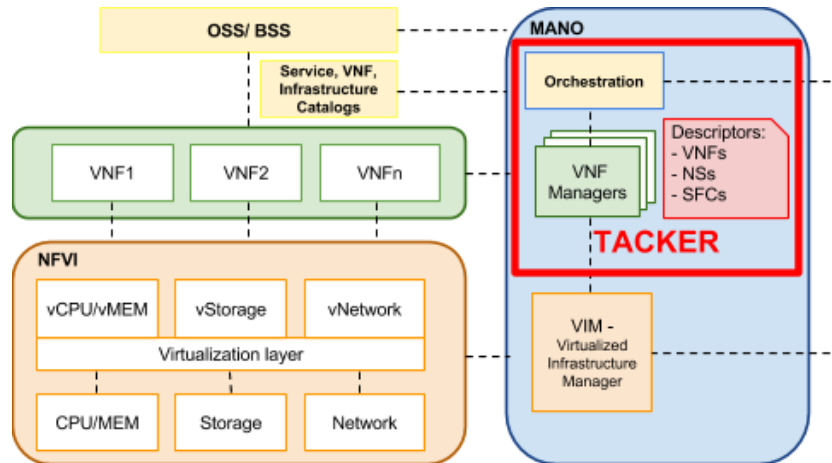 OSS/ BSS
Service, VNF,
Infrastructure
Catalogs
VNF1
VNF2
VNFn
NFVI
vCPU/vMEM
vStorage
vNetwork
Virtualization layer
CPU/MEM
Storage
Network
MANO
Orchestration
VNF
Managers
Descriptors:
- VNFs
- NSs
- SFCs
TACKER
VIM -
Virtualized
Infrastructure
Manager